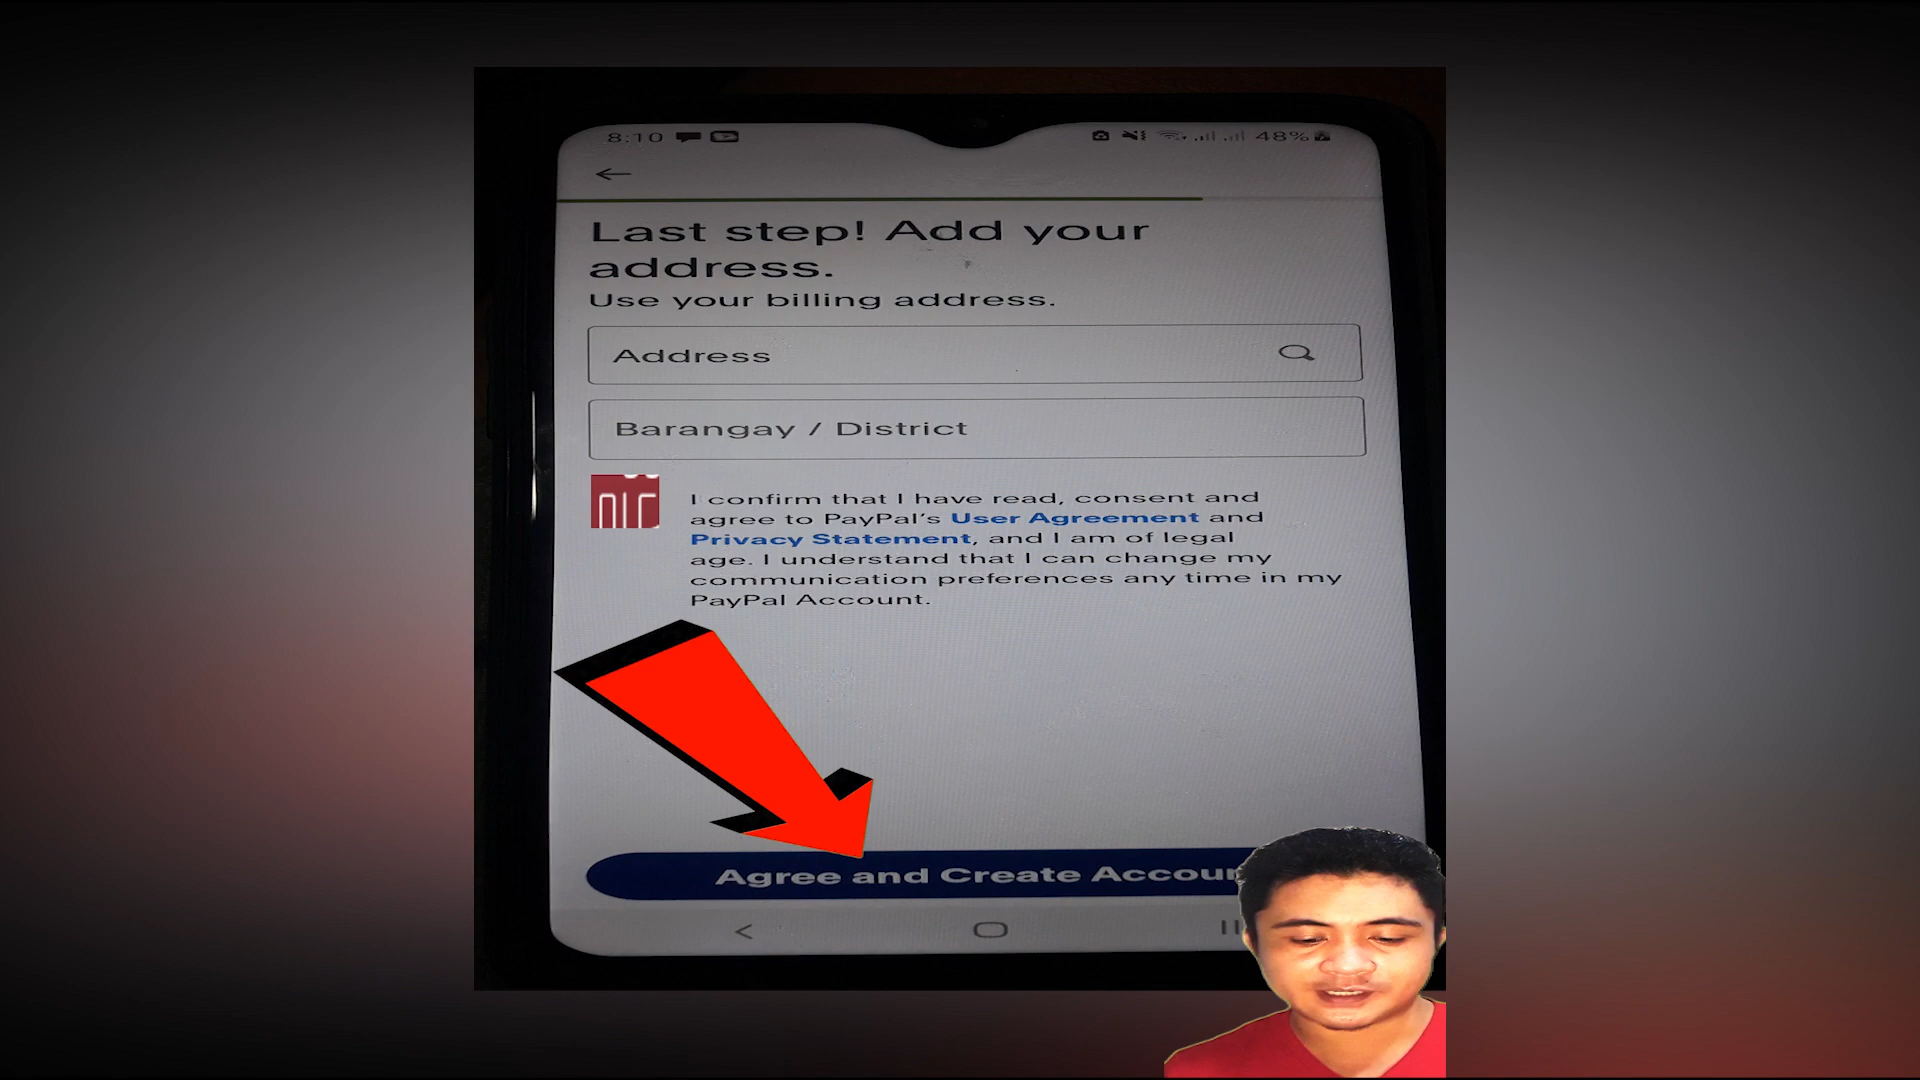 8:10 48%
Last step! Add your
address.
Use your billing address.
Address
Barangay / District
I confirm that I have read, consent and
agree to PayPal's User Agreement and
Privacy Statement, and I am of legal
age. I understand that I can change my
communication preferences any time in my
PayPal Account.
Agree and Create Accoun